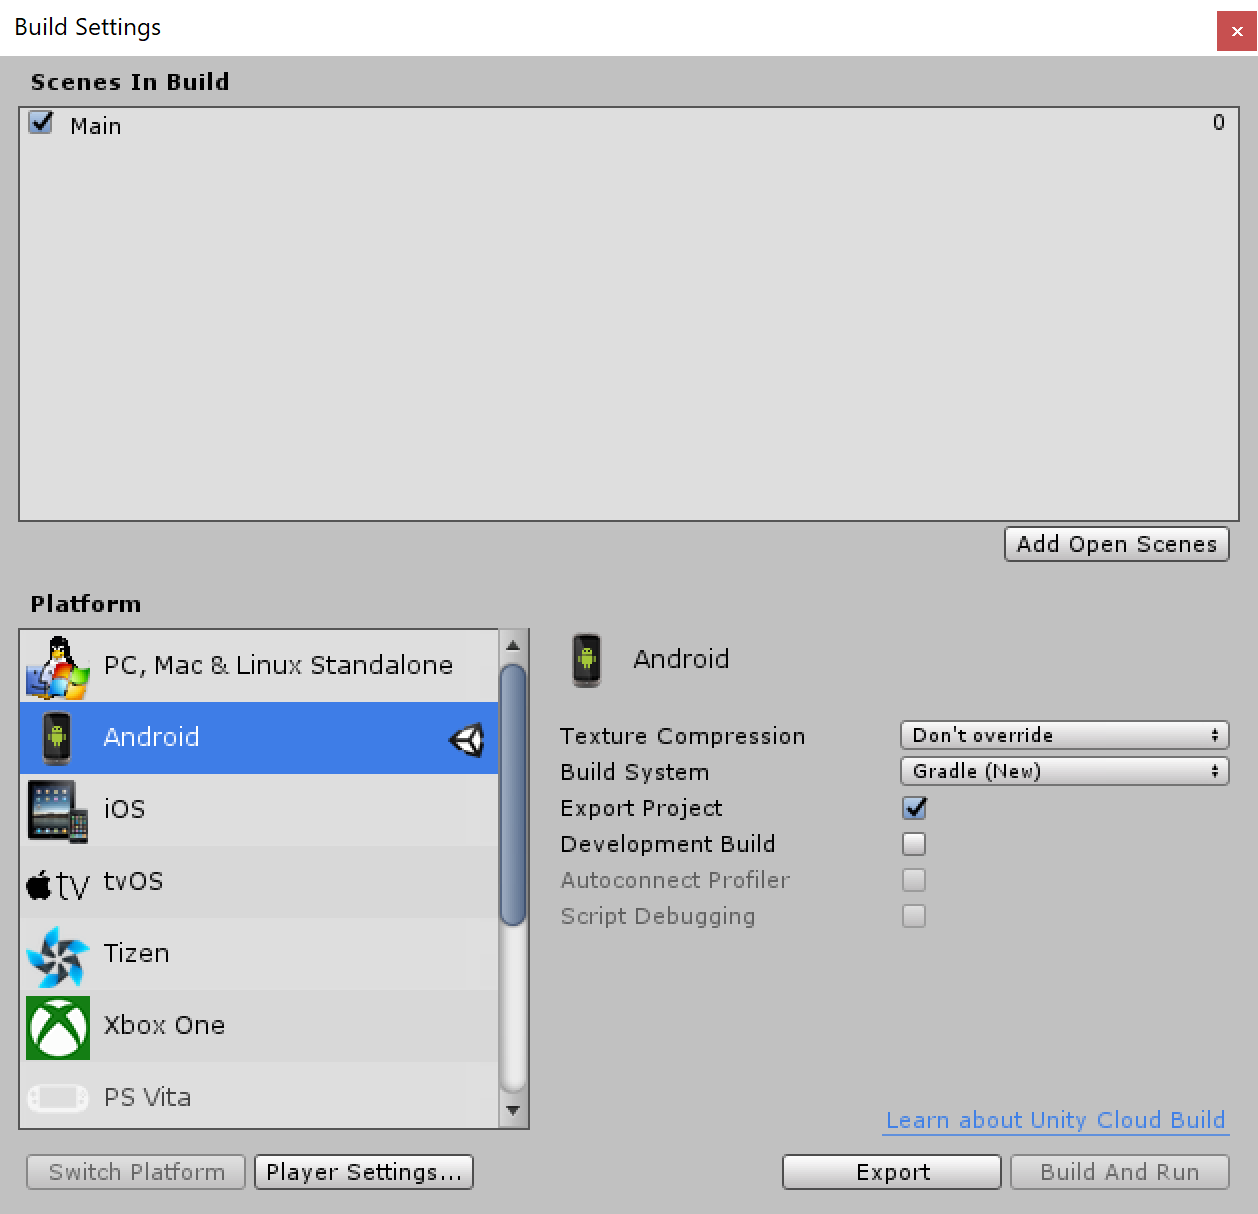 Build Settings
Scenes In Build
Main 0
Add Open Scenes
Platform
PC, Mac & Linux Standalone
Android
iOS
tv tvOS
Tizen
Xbox One
PS Vita
Android
Texture Compression Don't override
Build System Gradle (New)
Export Project
Development Build
Autoconnect Profiler
Script Debugging
Learn about Unity Cloud Build
Switch Platform Player Settings... Export Build And Run